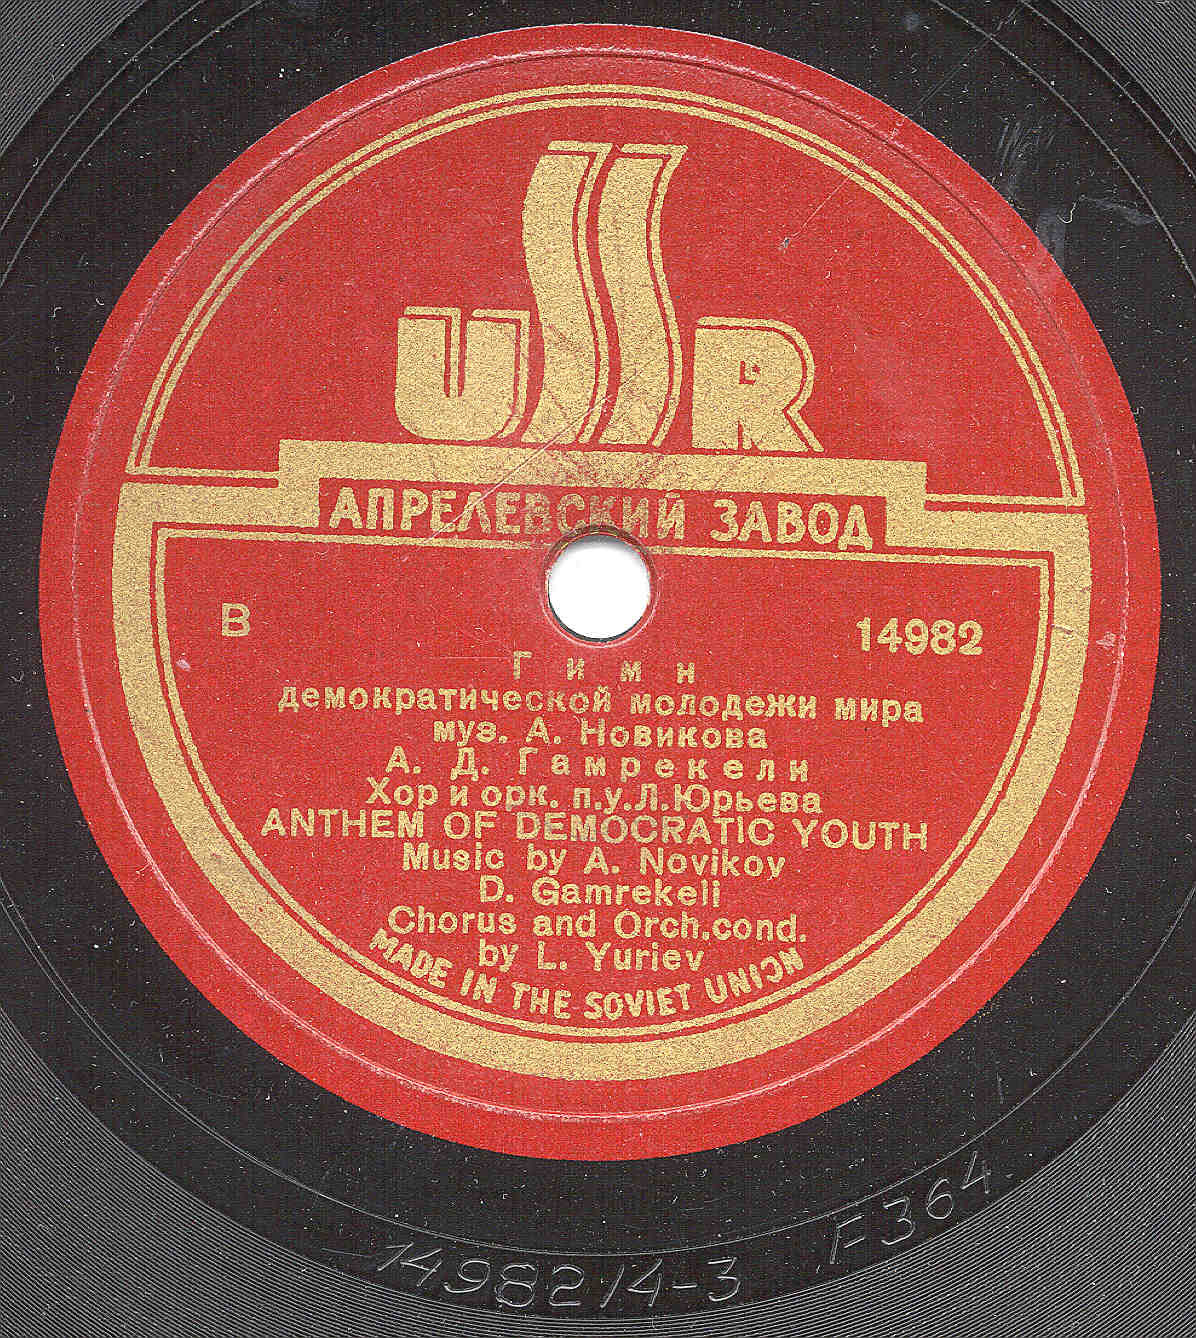 USSR
АПРЕЛЕВСКИЙ ЗАВОД
В 14982
Гимн
демократической молодежи мира
муз. А. Новикова
А. Д. Гамрекели
Хор и орк. п.у.Л.Юрьева
ANTHEM OF DEMOCRATIC YOUTH
Music by A. Novikov
D. Gamrekeli
Chorus and Orch.cond.
by L. Yuriev
MADE IN THE SOVIET UNION
14982/4-3 F364